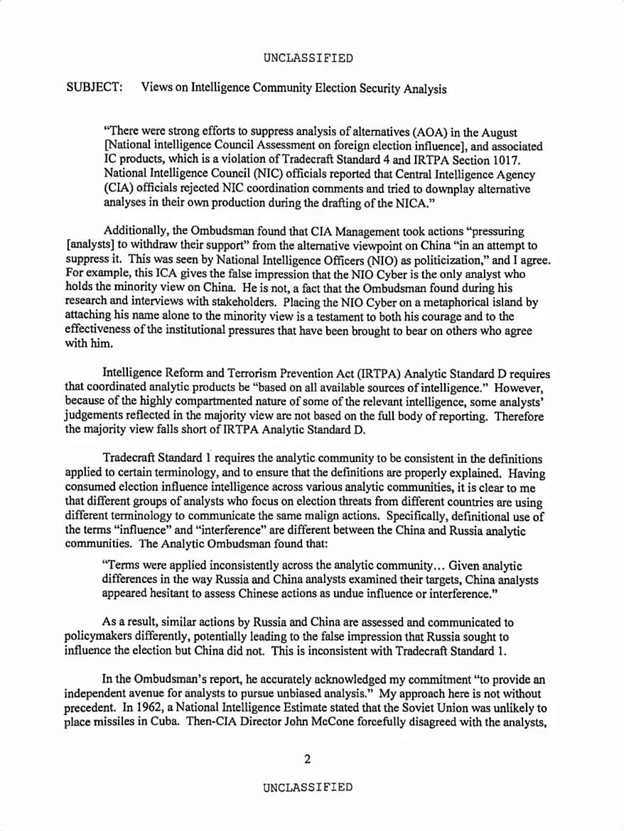 UNCLASSIFIED
SUBJECT: Views on Intelligence Community Election Security Analysis
“There were strong efforts to suppress analysis of alternatives (AOA) in the August
[National intelligence Council Assessment on foreign election influence], and associated
IC products, which is a violation of Tradecraft Standard 4 and IRTPA Section 1017.
National Intelligence Council (NIC) officials reported that Central Intelligence Agency
(CIA) officials rejected NIC coordination comments and tried to downplay alternative
analyses in their own production during the drafting of the NICA.”
Additionally, the Ombudsman found that CIA Management took actions “pressuring
[analysts] to withdraw their support” from the alternative viewpoint on China “in an attempt to
suppress it. This was seen by National Intelligence Officers (NIO) as politicization,” and I agree.
For example, this ICA gives the false impression that the NIO Cyber is the only analyst who
holds the minority view on China. He is not, a fact that the Ombudsman found during his
research and interviews with stakeholders. Placing the NIO Cyber on a metaphorical island by
attaching his name alone to the minority view is a testament to both his courage and to the
effectiveness of the institutional pressures that have been brought to bear on others who agree
with him.
Intelligence Reform and Terrorism Prevention Act (IRTPA) Analytic Standard D requires
that coordinated analytic products be “based on all available sources of intelligence.” However,
because of the highly compartmented nature of some of the relevant intelligence, some analysts’
judgements reflected in the majority view are not based on the full body of reporting. Therefore
the majority view falls short of IRTPA Analytic Standard D.
Tradecraft Standard 1 requires the analytic community to be consistent in the definitions
applied to certain terminology, and to ensure that the definitions are properly explained. Having
consumed election influence intelligence across various analytic communities, it is clear to me
that different groups of analysts who focus on election threats from different countries are using
different terminology to communicate the same malign actions. Specifically, definitional use of
the terms “influence” and “interference” are different between the China and Russia analytic
communities. The Analytic Ombudsman found that:
“Terms were applied inconsistently across the analytic community… Given analytic
differences in the way Russia and China analysts examined their targets, China analysts
appeared hesitant to assess Chinese actions as undue influence or interference.”
As a result, similar actions by Russia and China are assessed and communicated to
policymakers differently, potentially leading to the false impression that Russia sought to
influence the election but China did not. This is inconsistent with Tradecraft Standard 1.
In the Ombudsman’s report, he accurately acknowledged my commitment “to provide an
independent avenue for analysts to pursue unbiased analysis.” My approach here is not without
precedent. In 1962, a National Intelligence Estimate stated that the Soviet Union was unlikely to
place missiles in Cuba. Then-CIA Director John McCone forcefully disagreed with the analysts,
2
UNCLASSIFIED